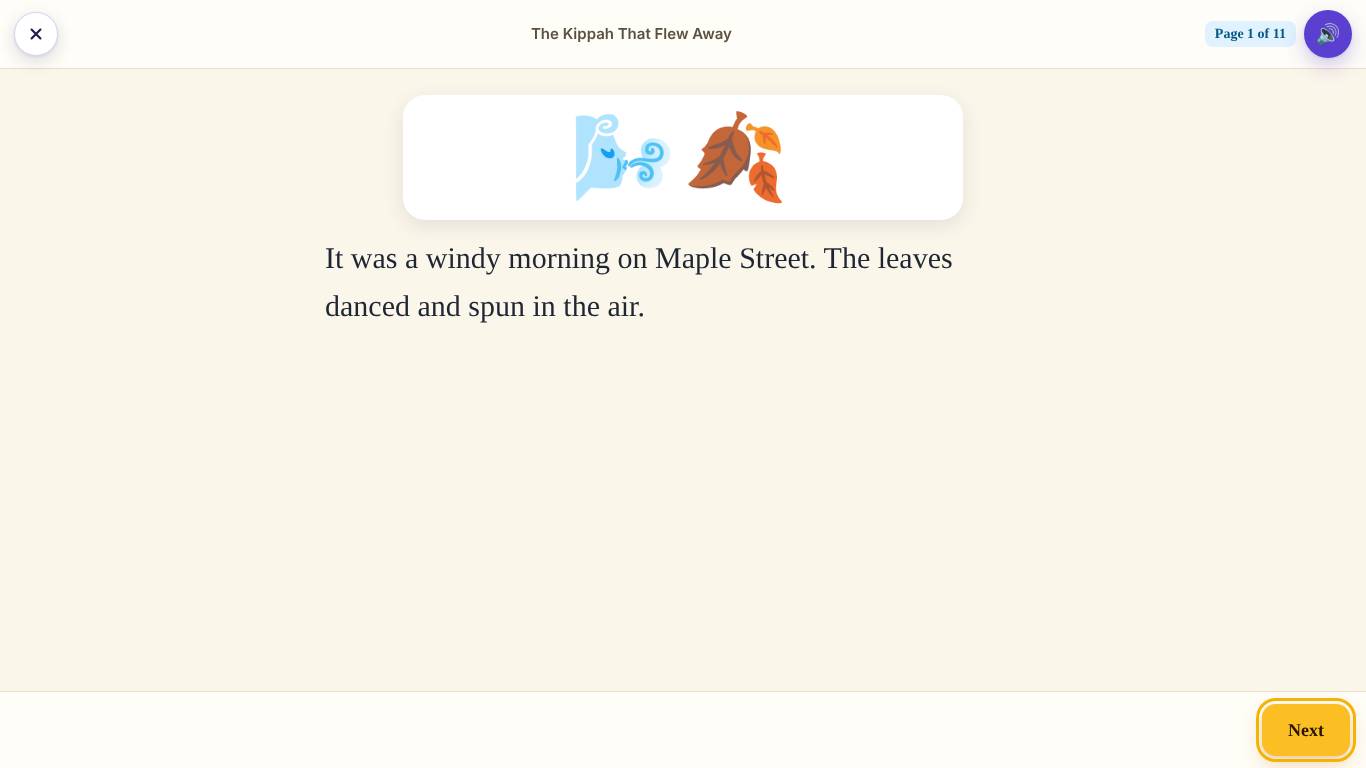 The Kippah That Flew Away
Page 1 of 11
It was a windy morning on Maple Street. The leaves
danced and spun in the air.
Next